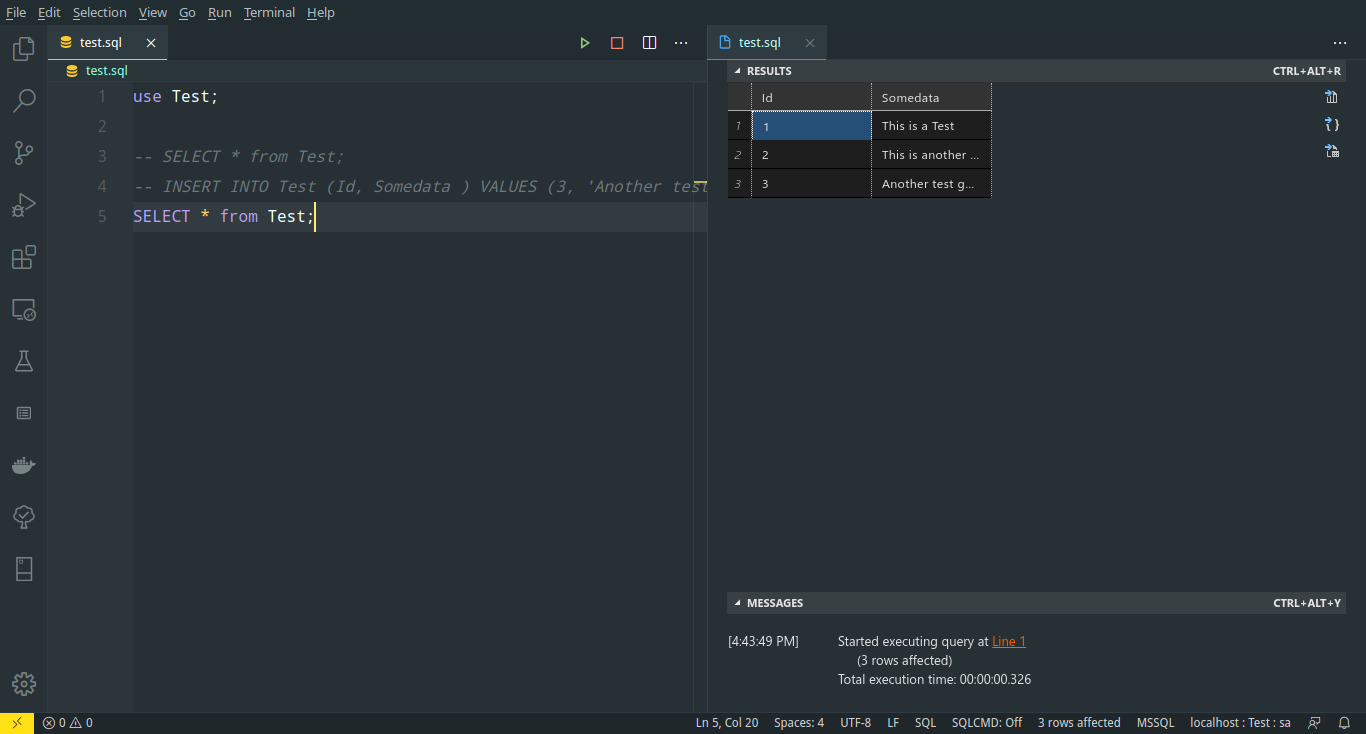 File Edit Selection View Go Run Terminal Help
test.sql
test.sql
1 use Test;
2
3 -- SELECT * from Test;
4 -- INSERT INTO Test (Id, Somedata ) VALUES (3, 'Another test
5 SELECT * from Test;
test.sql
RESULTS CTRL+ALT+R
Id Somedata
1 1 This is a Test
2 2 This is another ...
3 3 Another test g...
MESSAGES CTRL+ALT+Y
[4:43:49 PM] Started executing query at Line 1
(3 rows affected)
Total execution time: 00:00:00.326
0 0 Ln 5, Col 20 Spaces: 4 UTF-8 LF SQL SQLCMD: Off 3 rows affected MSSQL localhost : Test : sa